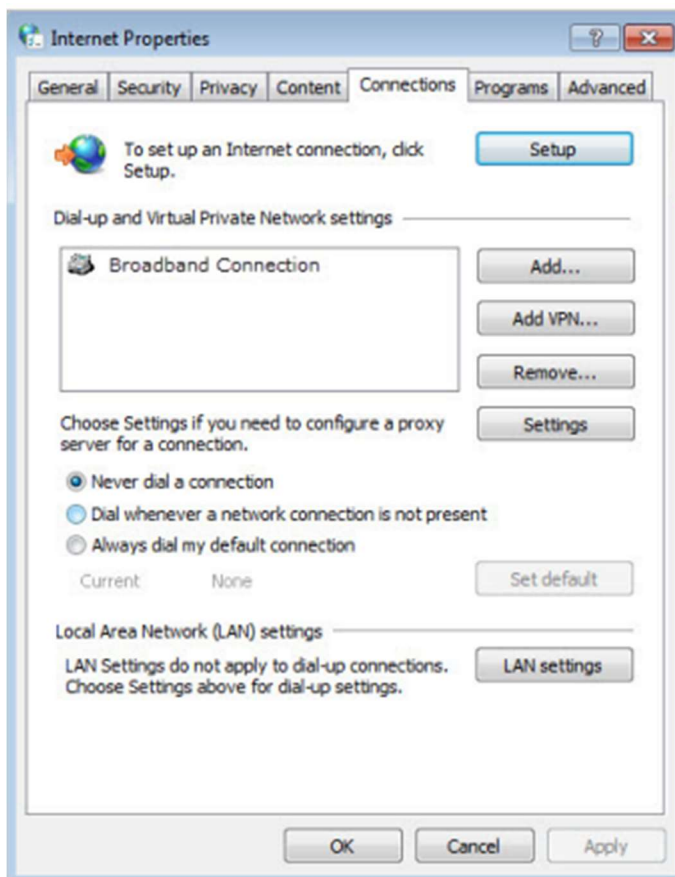 Internet Properties
General Security Privacy Content Connections Programs Advanced
To set up an Internet connection, click
Setup.
Setup
Dial-up and Virtual Private Network settings
Broadband Connection
Add...
Add VPN...
Remove...
Choose Settings if you need to configure a proxy
server for a connection.
Settings
Never dial a connection
Dial whenever a network connection is not present
Always dial my default connection
Current None
Set default
Local Area Network (LAN) settings
LAN Settings do not apply to dial-up connections.
Choose Settings above for dial-up settings.
LAN settings
OK Cancel Apply